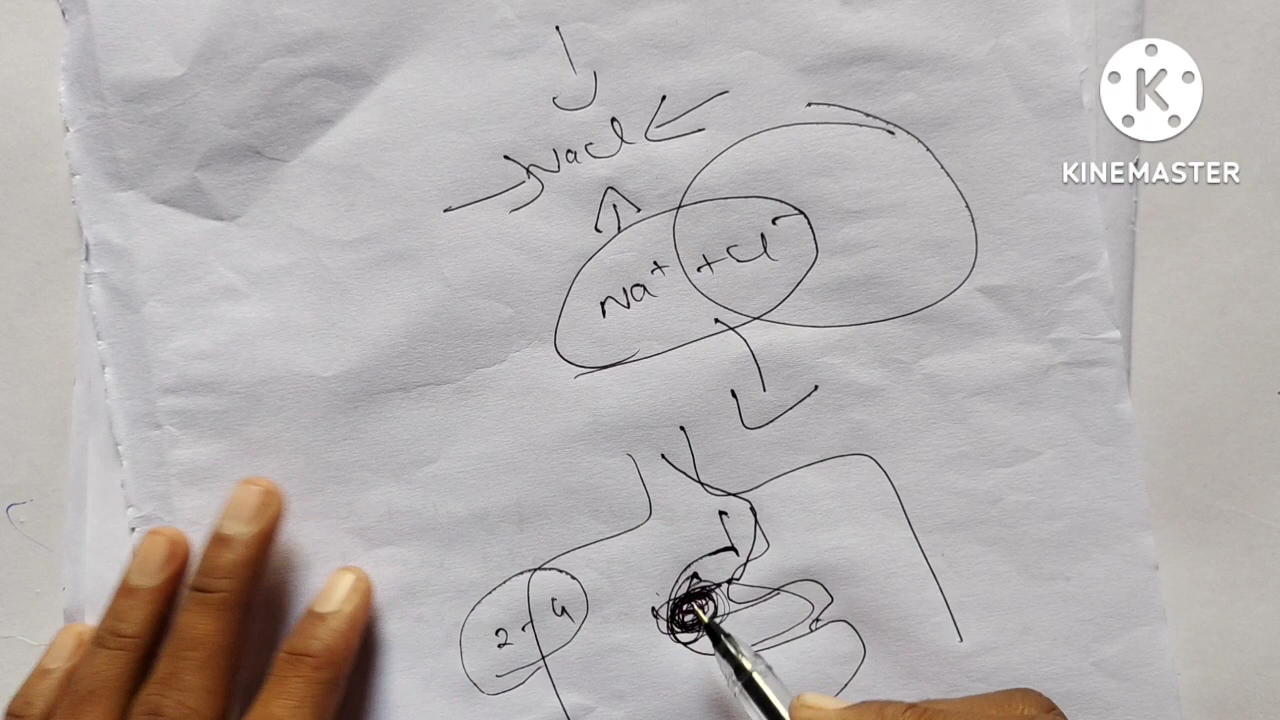 NaCl
Na⁺ + Cl⁻
2-4
K
KINEMASTER